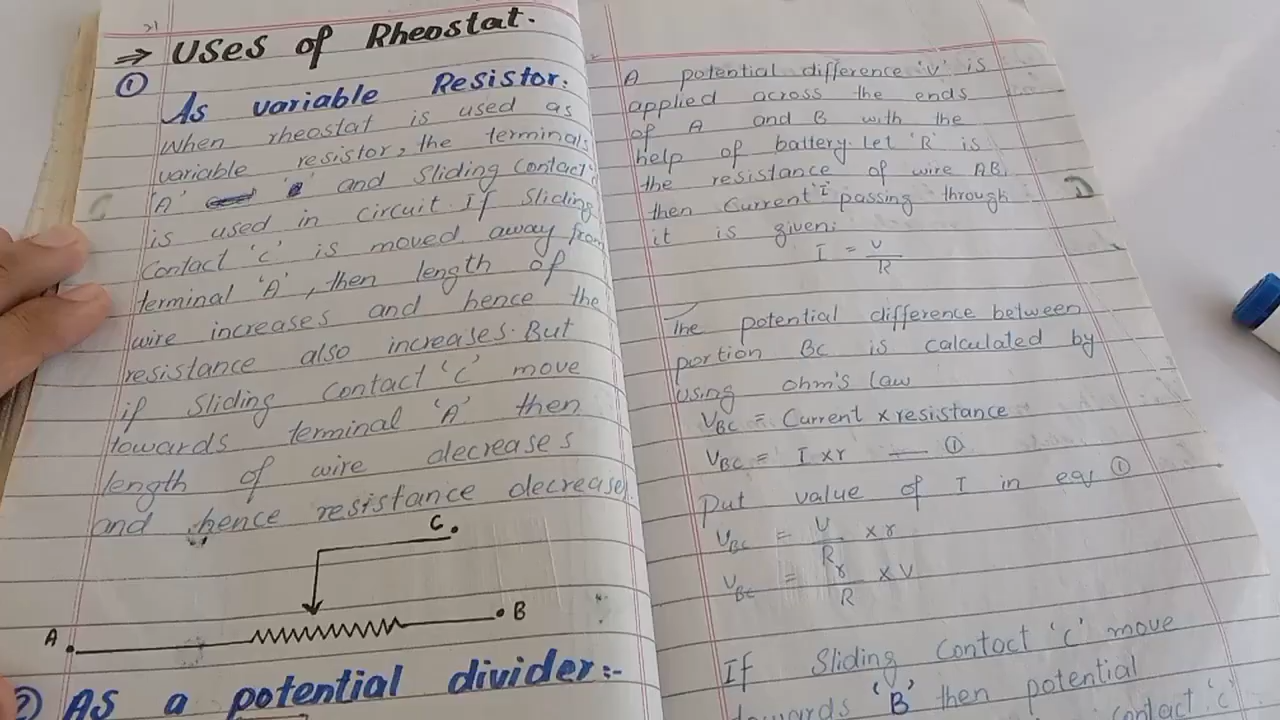 ⇒ Uses of Rheostat.
① As variable Resistor:
When rheostat is used as
variable resistor, the terminals
'A' and Sliding Contact
is used in circuit. If Sliding
Contact 'c' is moved away from
terminal 'A', then length of
wire increases and hence the
resistance also increases. But
if Sliding Contact 'c' move
towards terminal 'A' then
length of wire decreases
and hence resistance decreases
C
A
B
② As a potential divider:-
A potential difference 'v' is
applied across the ends
of A and B with the
help of battery. Let 'R' is
the resistance of wire AB.
then Current 'I' passing through
it is given:
I = v/R
The potential difference between
portion BC is calculated by
using ohm's law
VBC = Current x resistance
VBC = I x r — ①
Put value of I in eq ①
VBC = V/R x r
VBC = r/R x V
If Sliding Contact 'c' move
towards 'B' then potential
contact 'c'